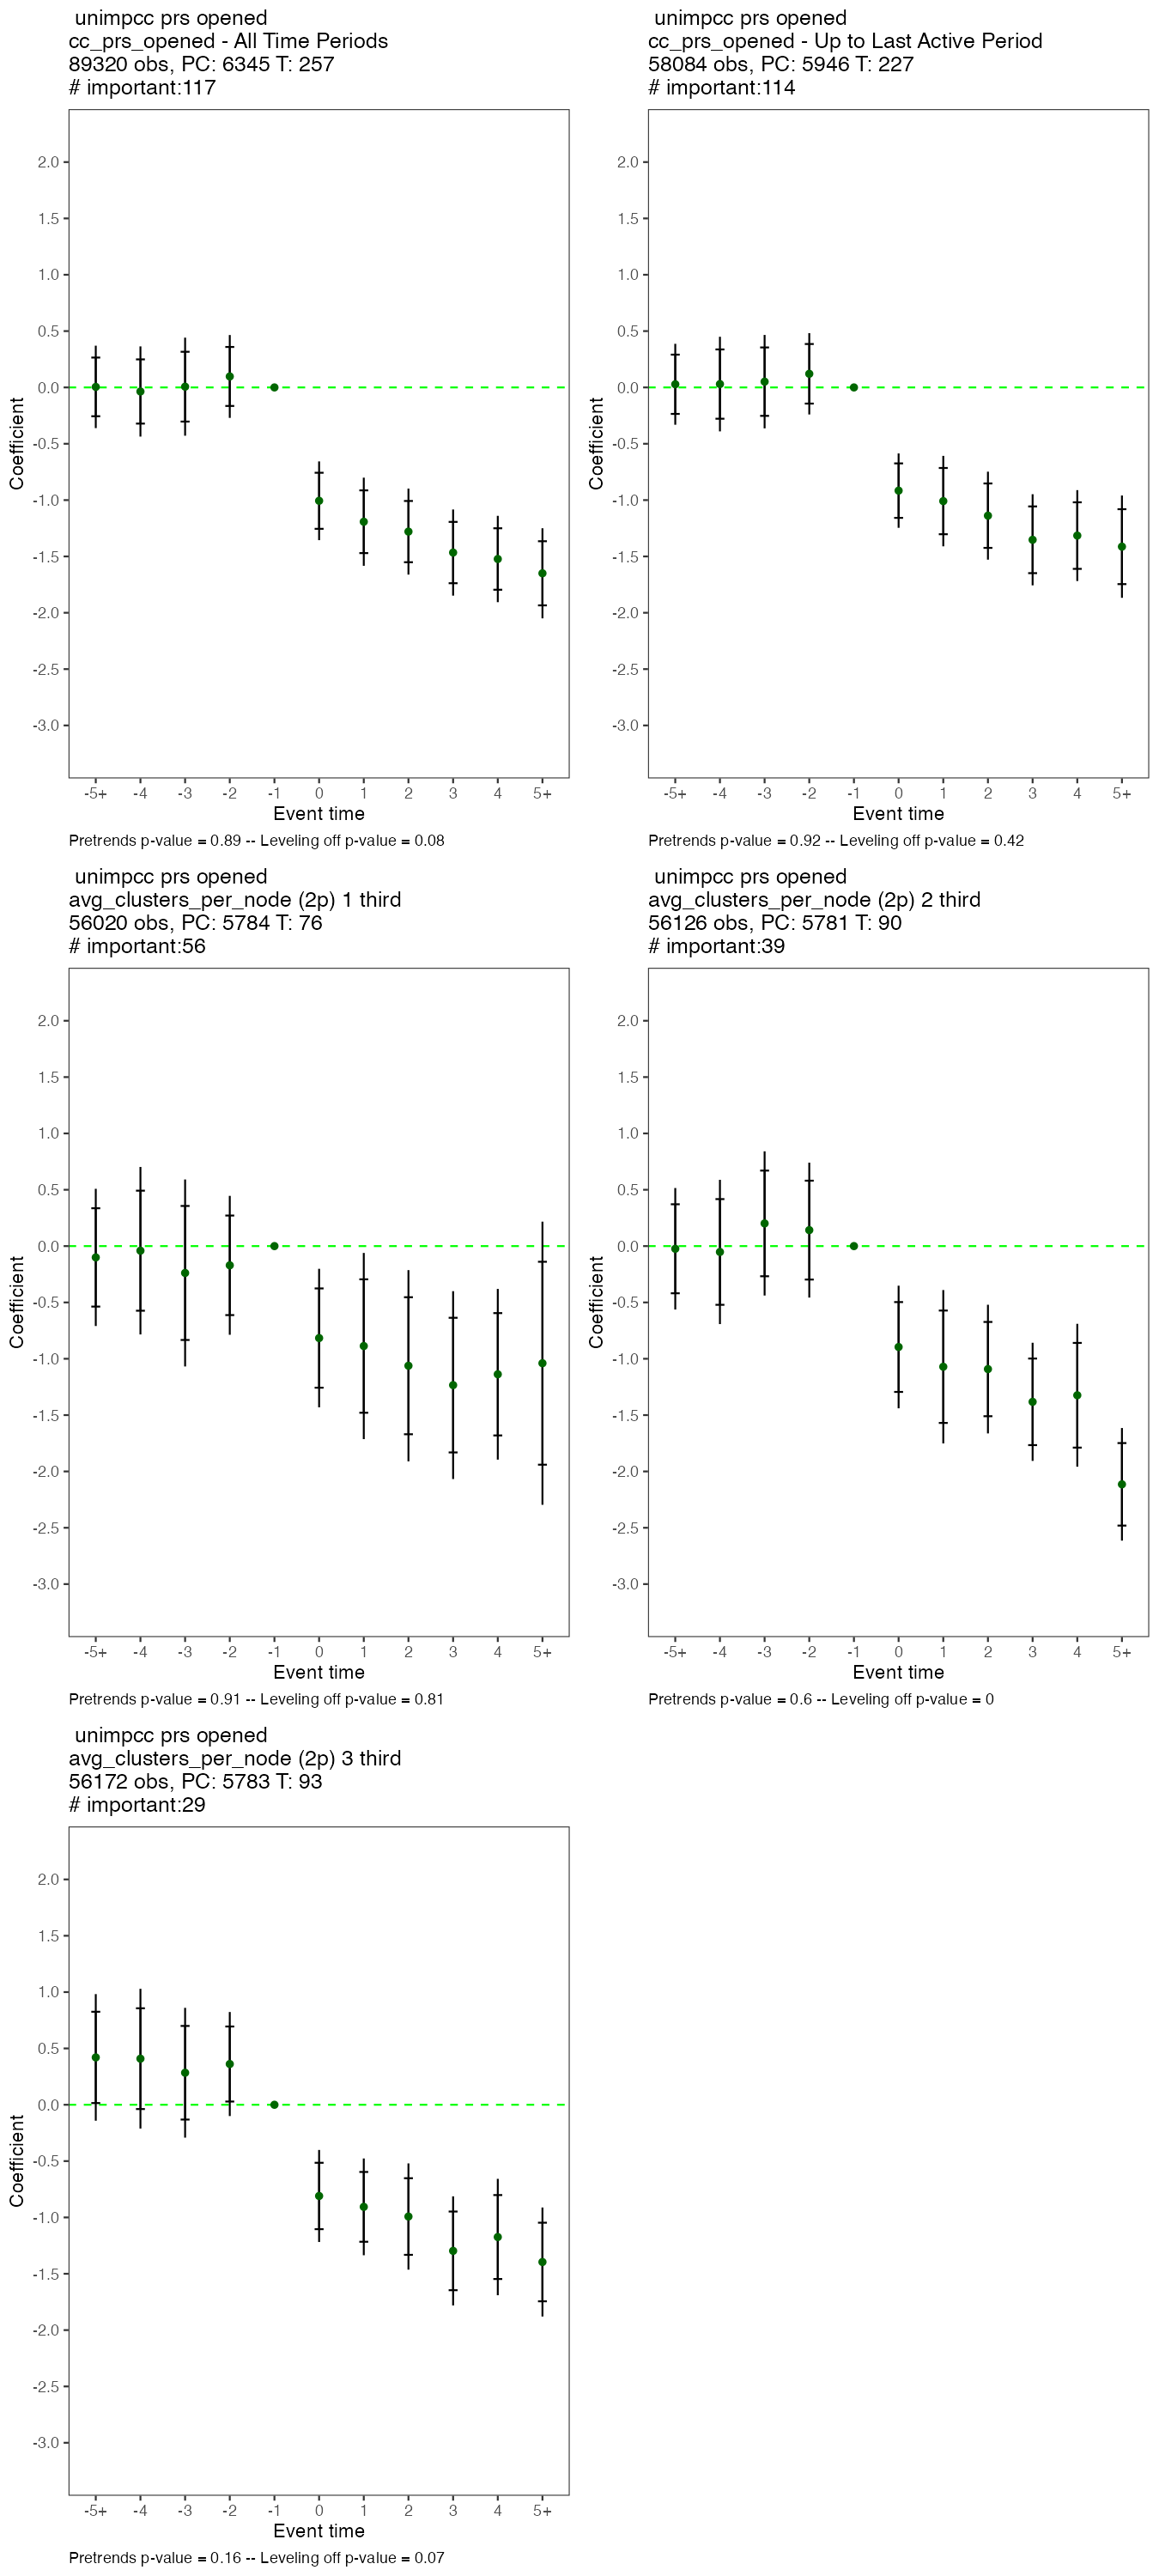 unimpcc prs opened
cc_prs_opened - All Time Periods
89320 obs, PC: 6345 T: 257
# important:117
2.0
1.5
1.0
0.5
0.0
-0.5
-1.0
-1.5
-2.0
-2.5
-3.0
Coefficient
-5+ -4 -3 -2 -1 0 1 2 3 4 5+
Event time
Pretrends p-value = 0.89 -- Leveling off p-value = 0.08
unimpcc prs opened
cc_prs_opened - Up to Last Active Period
58084 obs, PC: 5946 T: 227
# important:114
2.0
1.5
1.0
0.5
0.0
-0.5
-1.0
-1.5
-2.0
-2.5
-3.0
Coefficient
-5+ -4 -3 -2 -1 0 1 2 3 4 5+
Event time
Pretrends p-value = 0.92 -- Leveling off p-value = 0.42
unimpcc prs opened
avg_clusters_per_node (2p) 1 third
56020 obs, PC: 5784 T: 76
# important:56
2.0
1.5
1.0
0.5
0.0
-0.5
-1.0
-1.5
-2.0
-2.5
-3.0
Coefficient
-5+ -4 -3 -2 -1 0 1 2 3 4 5+
Event time
Pretrends p-value = 0.91 -- Leveling off p-value = 0.81
unimpcc prs opened
avg_clusters_per_node (2p) 2 third
56126 obs, PC: 5781 T: 90
# important:39
2.0
1.5
1.0
0.5
0.0
-0.5
-1.0
-1.5
-2.0
-2.5
-3.0
Coefficient
-5+ -4 -3 -2 -1 0 1 2 3 4 5+
Event time
Pretrends p-value = 0.6 -- Leveling off p-value = 0
unimpcc prs opened
avg_clusters_per_node (2p) 3 third
56172 obs, PC: 5783 T: 93
# important:29
2.0
1.5
1.0
0.5
0.0
-0.5
-1.0
-1.5
-2.0
-2.5
-3.0
Coefficient
-5+ -4 -3 -2 -1 0 1 2 3 4 5+
Event time
Pretrends p-value = 0.16 -- Leveling off p-value = 0.07